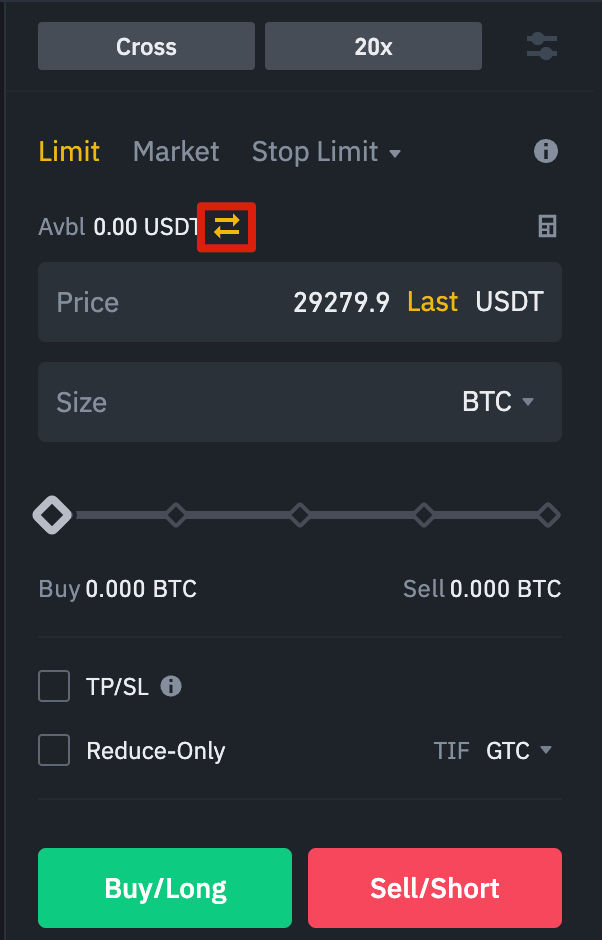 Cross 20x
Limit Market Stop Limit
Avbl 0.00 USDT
Price 29279.9 Last USDT
Size BTC
Buy 0.000 BTC Sell 0.000 BTC
TP/SL
Reduce-Only TIF GTC
Buy/Long Sell/Short